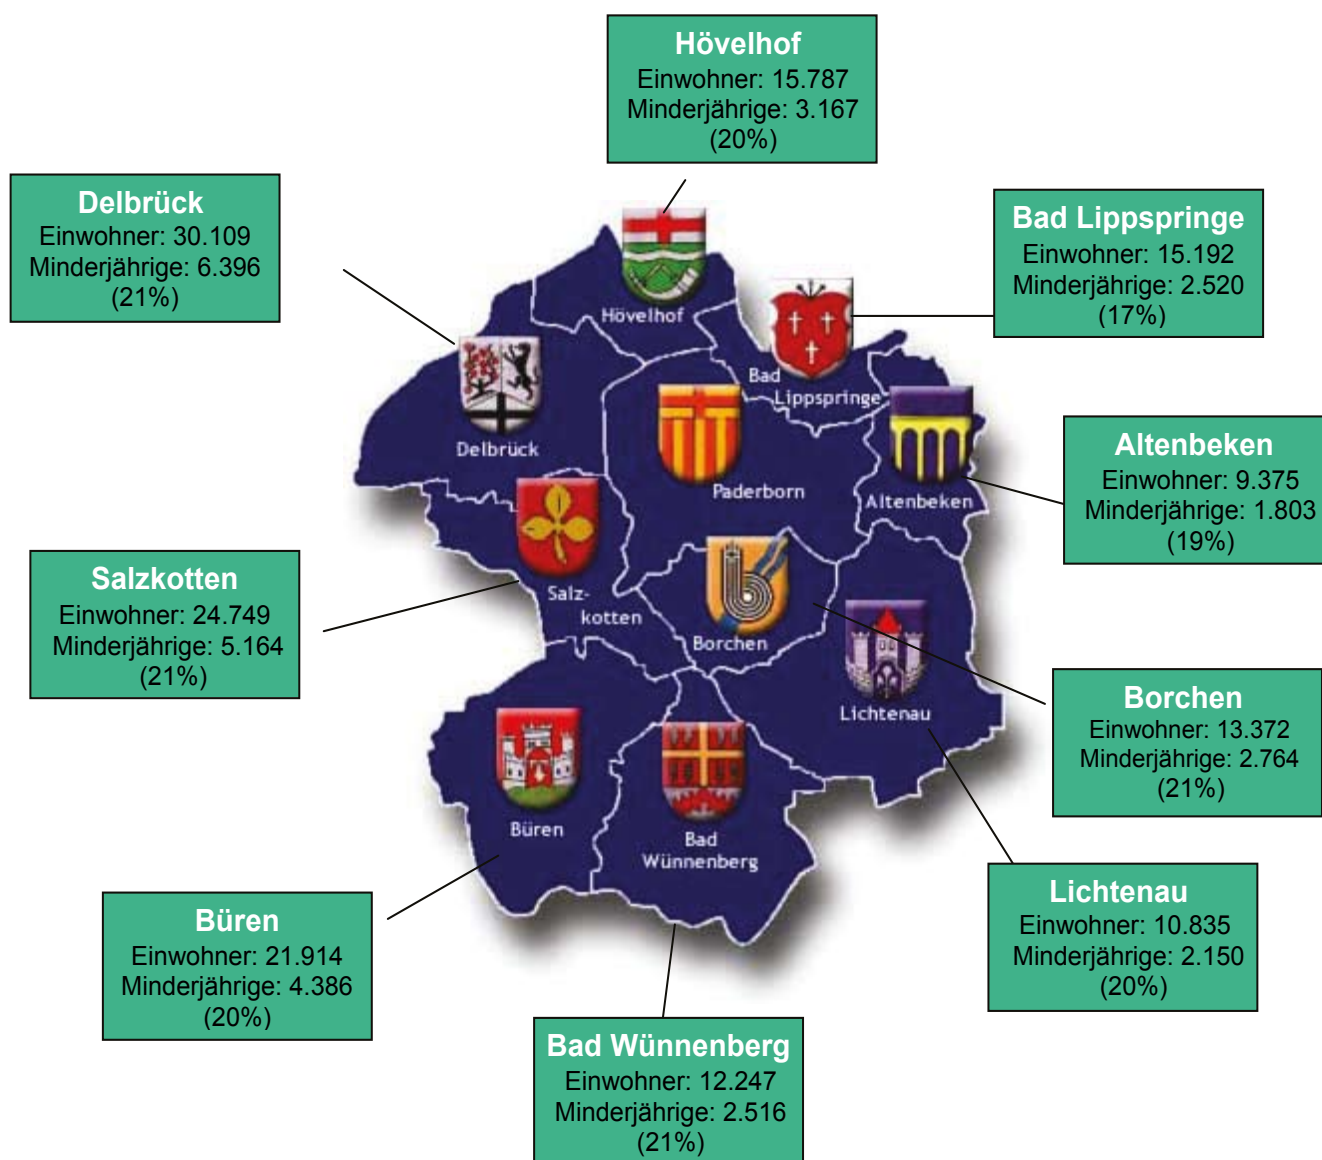 Hövelhof
Einwohner: 15.787
Minderjährige: 3.167
(20%)
Delbrück
Einwohner: 30.109
Minderjährige: 6.396
(21%)
Bad Lippspringe
Einwohner: 15.192
Minderjährige: 2.520
(17%)
Altenbeken
Einwohner: 9.375
Minderjährige: 1.803
(19%)
Salzkotten
Einwohner: 24.749
Minderjährige: 5.164
(21%)
Borchen
Einwohner: 13.372
Minderjährige: 2.764
(21%)
Lichtenau
Einwohner: 10.835
Minderjährige: 2.150
(20%)
Büren
Einwohner: 21.914
Minderjährige: 4.386
(20%)
Bad Wünnenberg
Einwohner: 12.247
Minderjährige: 2.516
(21%)
Hövelhof
Bad
Lippspringe
Delbrück
Paderborn
Altenbeken
Salz-
kotten
Borchen
Lichtenau
Büren
Bad
Wünnenberg